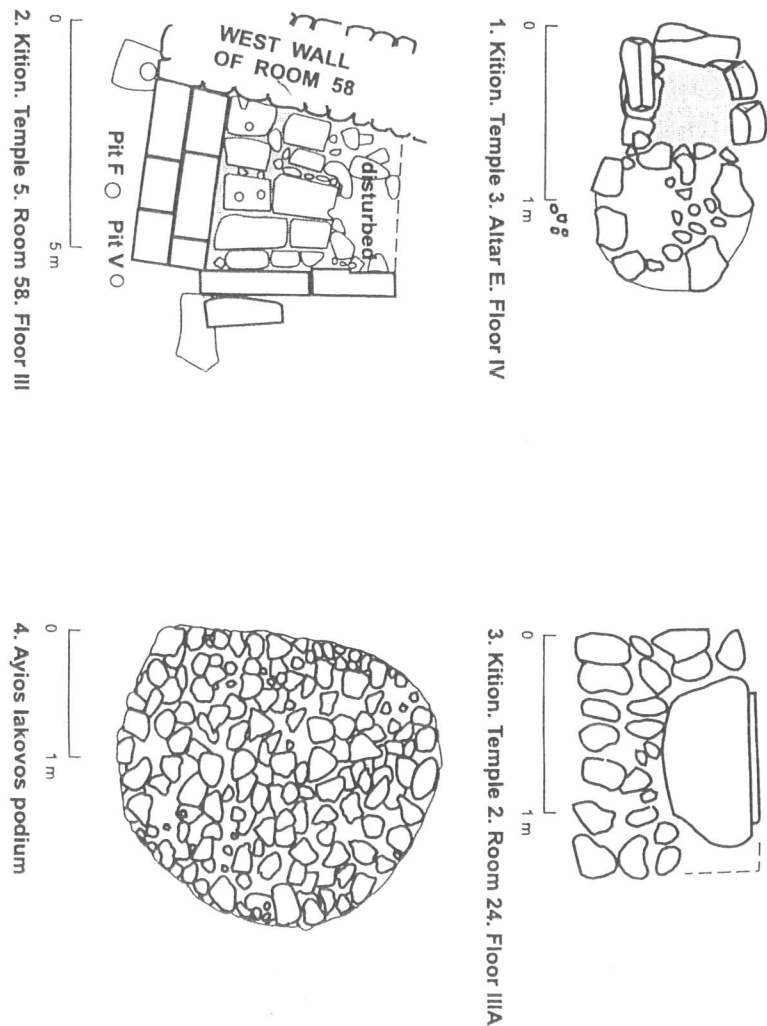 0
1 m
1. Kition. Temple 3. Altar E. Floor IV
0
5 m
WEST WALL
OF ROOM 58
disturbed
Pit F
Pit V
2. Kition. Temple 5. Room 58. Floor III
0
1 m
3. Kition. Temple 2. Room 24. Floor IIIA
0
1 m
4. Ayios Iakovos podium